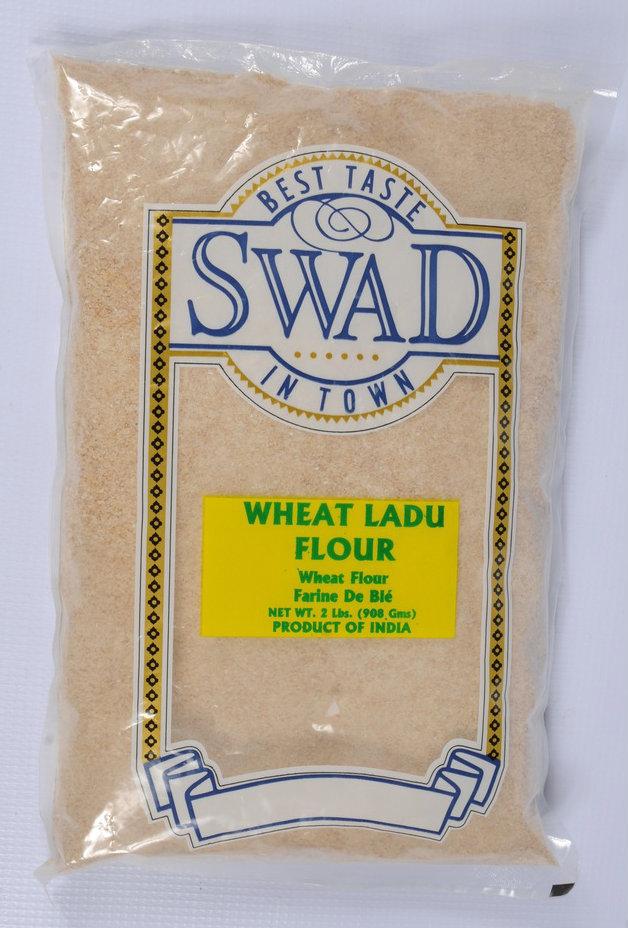 BEST TASTE
SWAD
IN TOWN
WHEAT LADU
FLOUR
Wheat Flour
Farine De Blé
NET WT. 2 Lbs. (908 Gms)
PRODUCT OF INDIA